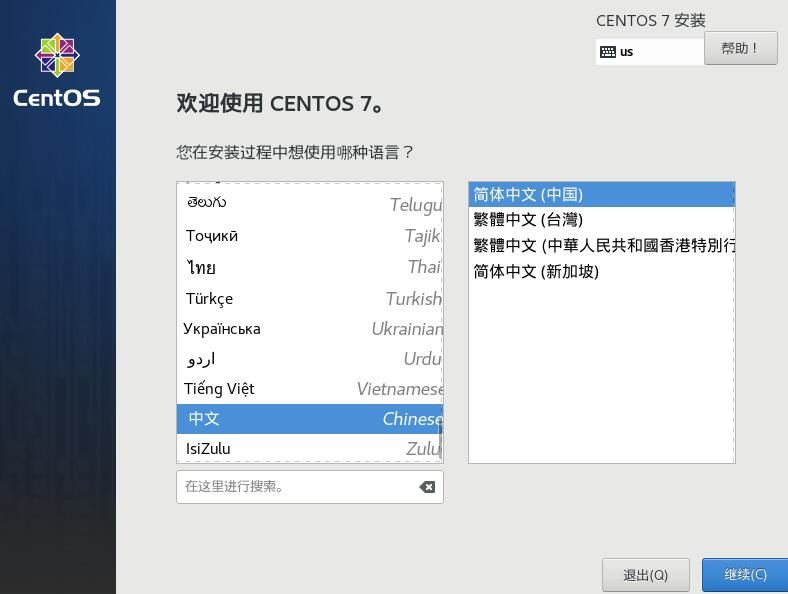 CENTOS 7 安装
us
帮助！
CentOS
欢迎使用 CENTOS 7。
您在安装过程中想使用哪种语言？
తెలుగు Telugu
Тоҷикӣ Tajik
ไทย Thai
Türkçe Turkish
Українська Ukrainian
اردو Urdu
Tiếng Việt Vietnamese
中文 Chinese
IsiZulu Zulu
在这里进行搜索。
简体中文 (中国)
繁體中文 (台灣)
繁體中文 (中華人民共和國香港特別行
简体中文 (新加坡)
退出(Q)
继续(C)